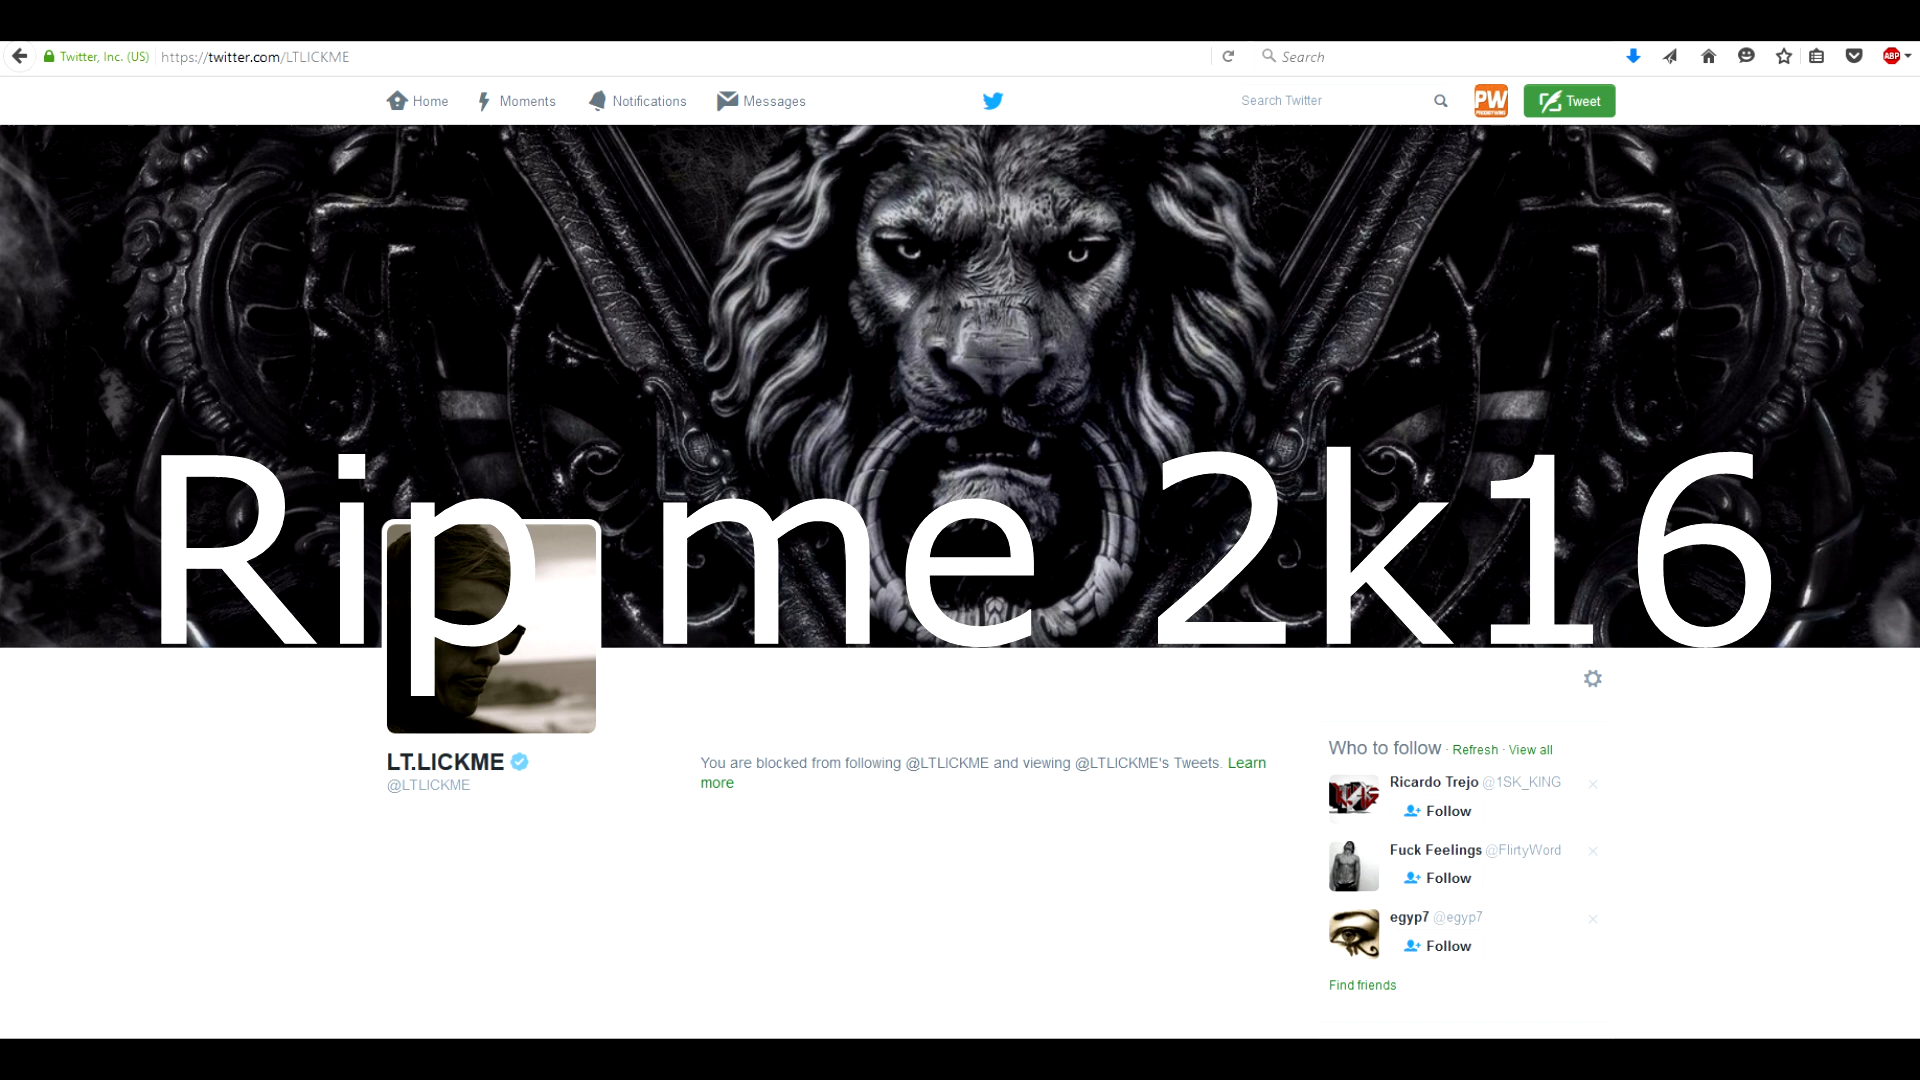 Twitter, Inc. (US) https://twitter.com/LTLICKME Search ABP
Home Moments Notifications Messages Search Twitter PW Tweet
Rip me 2k16
LT.LICKME
@LTLICKME
You are blocked from following @LTLICKME and viewing @LTLICKME's Tweets. Learn
more
Who to follow · Refresh · View all
Ricardo Trejo @1SK_KING
Follow
Fuck Feelings @FlirtyWord
Follow
egyp7 @egyp7
Follow
Find friends